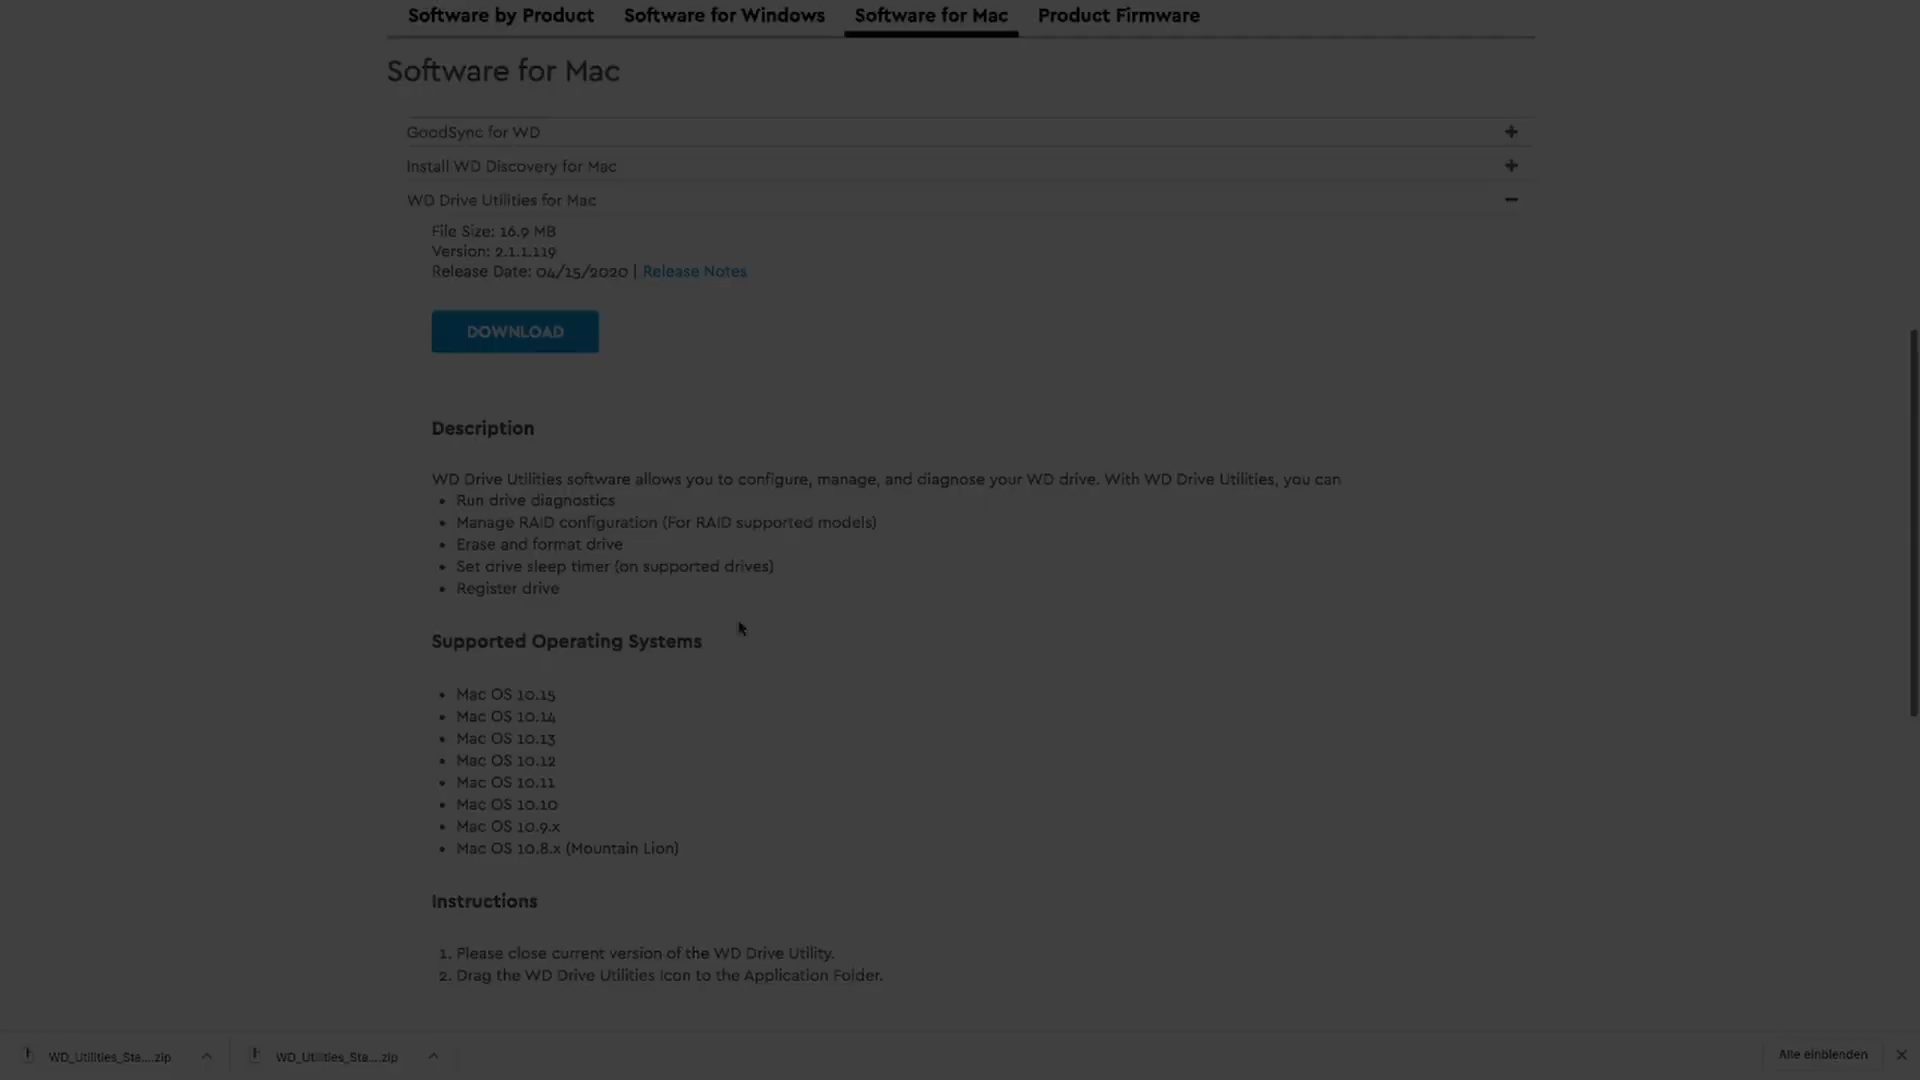 Software by Product Software for Windows Software for Mac Product Firmware
Software for Mac
GoodSync for WD
Install WD Discovery for Mac
WD Drive Utilities for Mac
File Size: 16.9 MB
Version: 2.1.1.119
Release Date: 04/15/2020 | Release Notes
DOWNLOAD
Description
WD Drive Utilities software allows you to configure, manage, and diagnose your WD drive. With WD Drive Utilities, you can
• Run drive diagnostics
• Manage RAID configuration (For RAID supported models)
• Erase and format drive
• Set drive sleep timer (on supported drives)
• Register drive
Supported Operating Systems
• Mac OS 10.15
• Mac OS 10.14
• Mac OS 10.13
• Mac OS 10.12
• Mac OS 10.11
• Mac OS 10.10
• Mac OS 10.9.x
• Mac OS 10.8.x (Mountain Lion)
Instructions
1. Please close current version of the WD Drive Utility.
2. Drag the WD Drive Utilities Icon to the Application Folder.
WD_Utilities_Sta....zip WD_Utilities_Sta....zip Alle einblenden